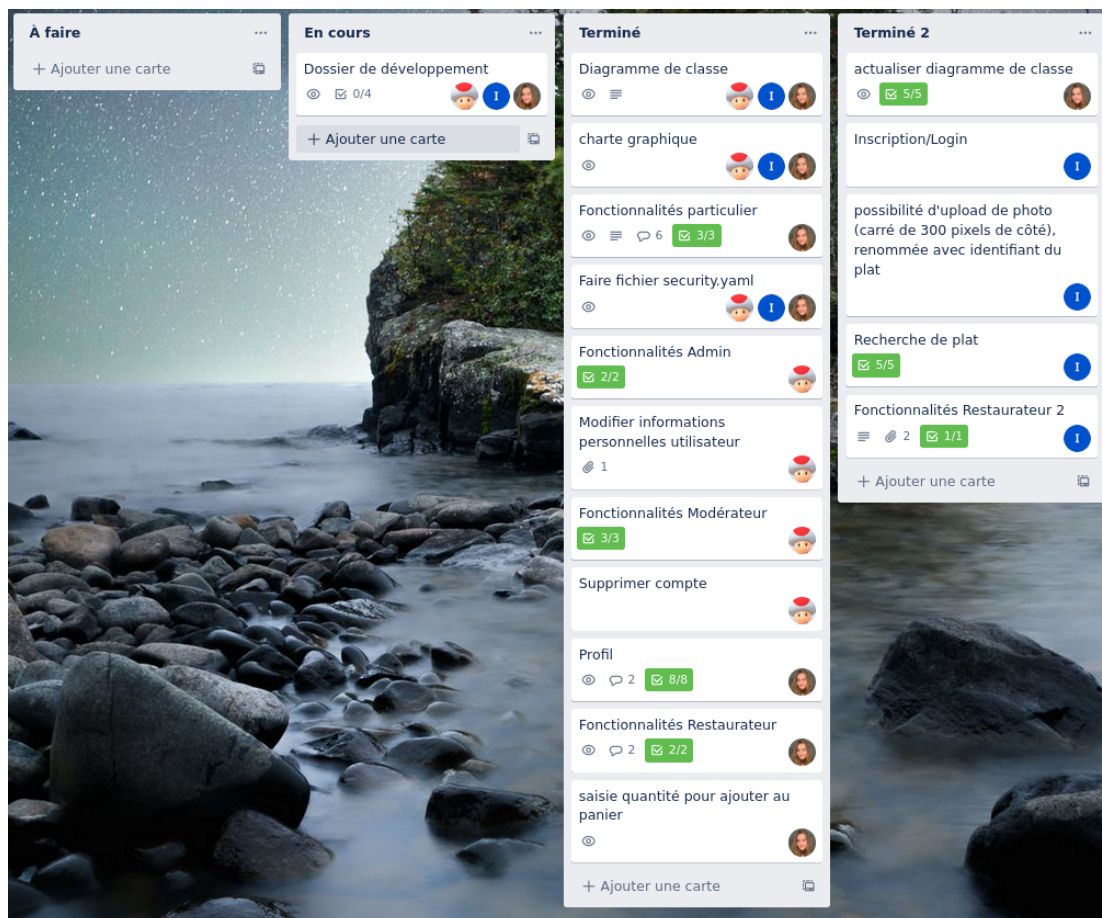 À faire
Ajouter une carte
En cours
Dossier de développement
0/4
I
Ajouter une carte
Terminé
Diagramme de classe
I
charte graphique
I
Fonctionnalités particulier
6 3/3
Faire fichier security.yaml
I
Fonctionnalités Admin
2/2
Modifier informations
personnelles utilisateur
1
Fonctionnalités Modérateur
3/3
Supprimer compte
Profil
2 8/8
Fonctionnalités Restaurateur
2 2/2
saisie quantité pour ajouter au
panier
Ajouter une carte
Terminé 2
actualiser diagramme de classe
5/5
Inscription/Login
I
possibilité d'upload de photo
(carré de 300 pixels de côté),
renommée avec identifiant du
plat
I
Recherche de plat
5/5
I
Fonctionnalités Restaurateur 2
2 1/1
I
Ajouter une carte